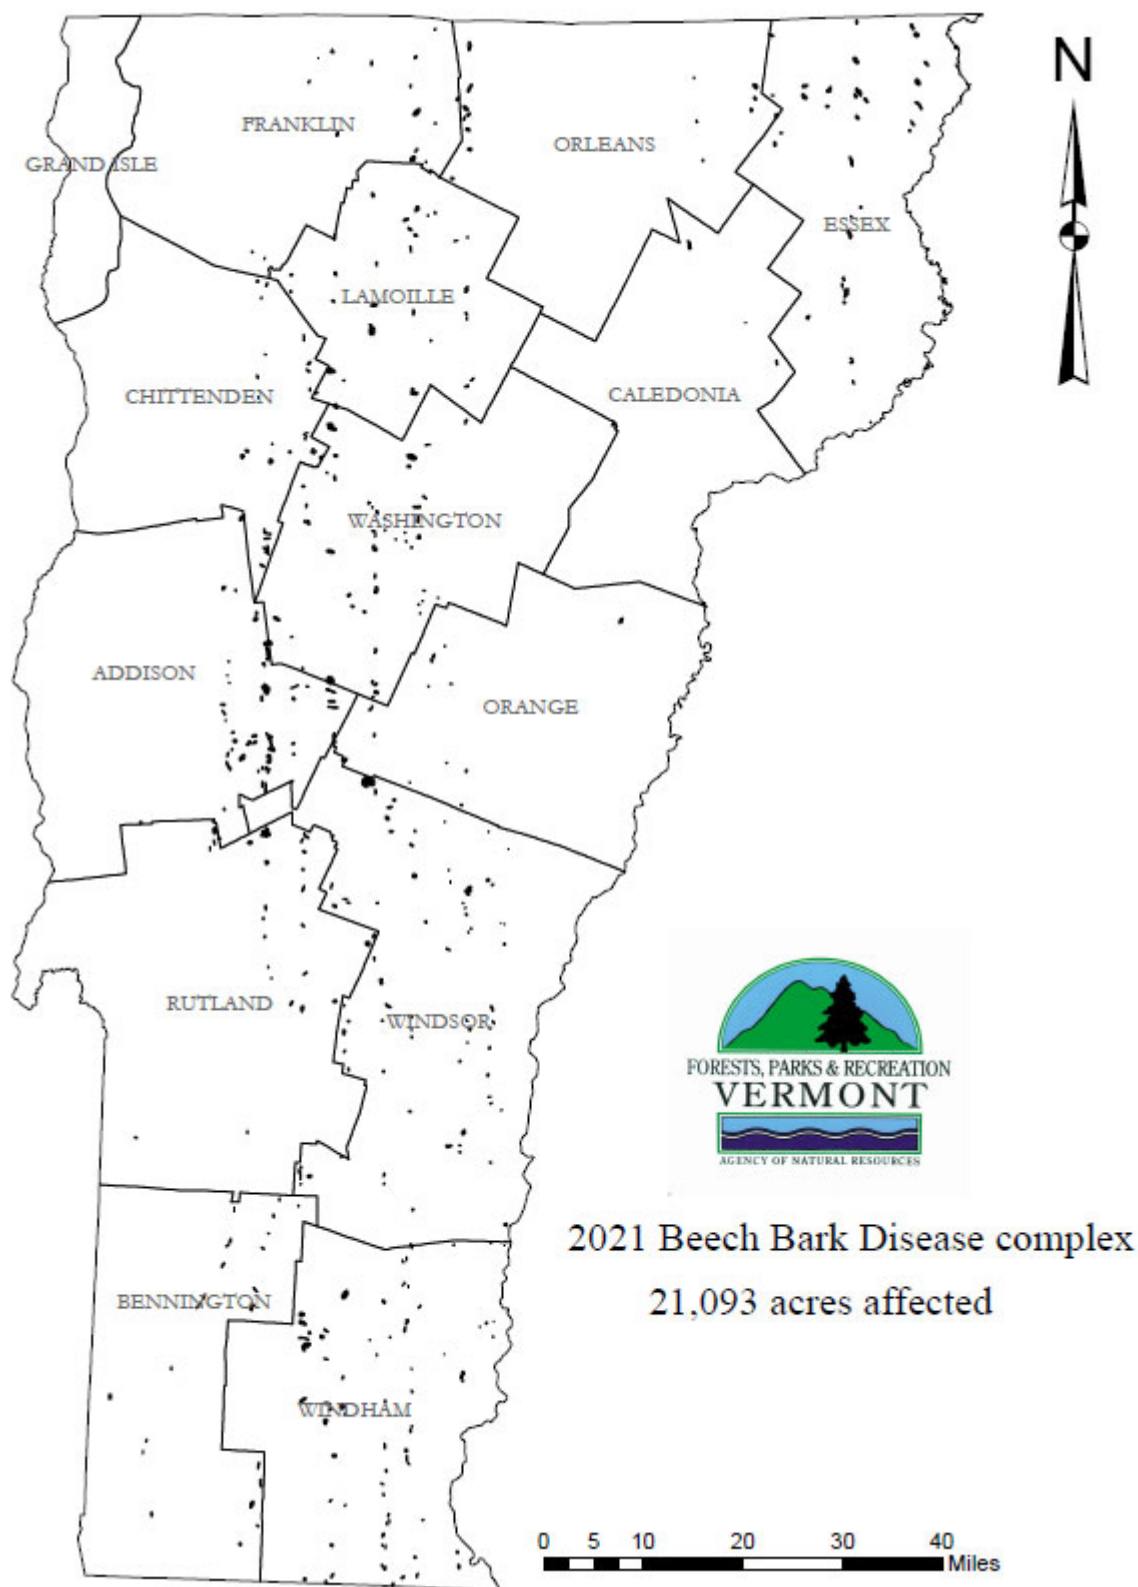 N
FRANKLIN
ORLEANS
GRAND ISLE
ESSEX
LAMOILLE
CHITTENDEN
CALEDONIA
WASHINGTON
ADDISON
ORANGE
RUTLAND
WINDSOR
FORESTS, PARKS & RECREATION
VERMONT
AGENCY OF NATURAL RESOURCES
2021 Beech Bark Disease complex
21,093 acres affected
BENNINGTON
WINDHAM
0 5 10 20 30 40
Miles